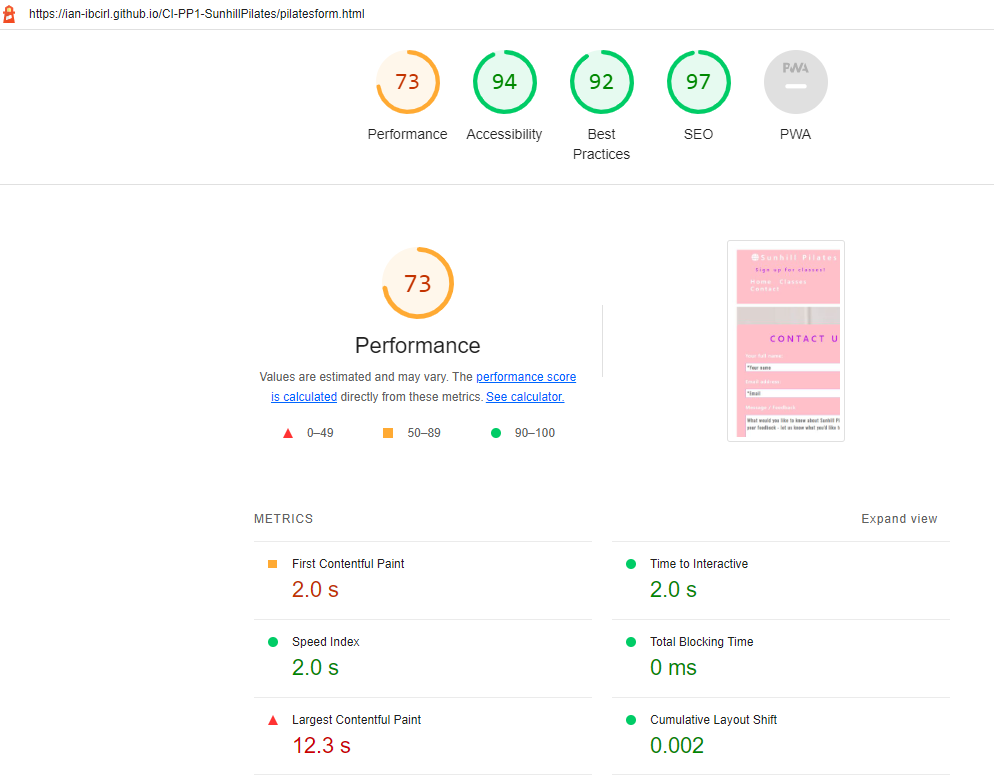 https://ian-ibcirl.github.io/CI-PP1-SunhillPilates/pilatesform.html
73
94
92
97
PWA
Performance
Accessibility
Best
Practices
SEO
PWA
73
Performance
Values are estimated and may vary. The performance score
is calculated directly from these metrics. See calculator.
0–49
50–89
90–100
Sunhill Pilates
Sign up for classes!
Home Classes
Contact
CONTACT U
Your full name:
*Your name
Email address:
*Email
Message / Feedback
What would you like to know about Sunhill Pi
your feedback - let us know what you'd like
METRICS
Expand view
First Contentful Paint
2.0 s
Time to Interactive
2.0 s
Speed Index
2.0 s
Total Blocking Time
0 ms
Largest Contentful Paint
12.3 s
Cumulative Layout Shift
0.002